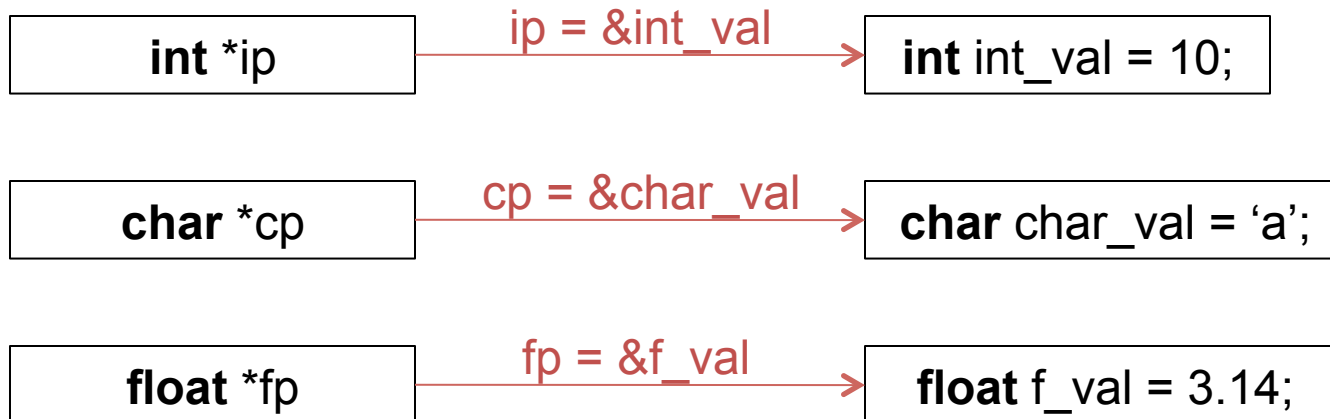 int *ip
ip = &int_val
int int_val = 10;
char *cp
cp = &char_val
char char_val = ‘a’;
float *fp
fp = &f_val
float f_val = 3.14;